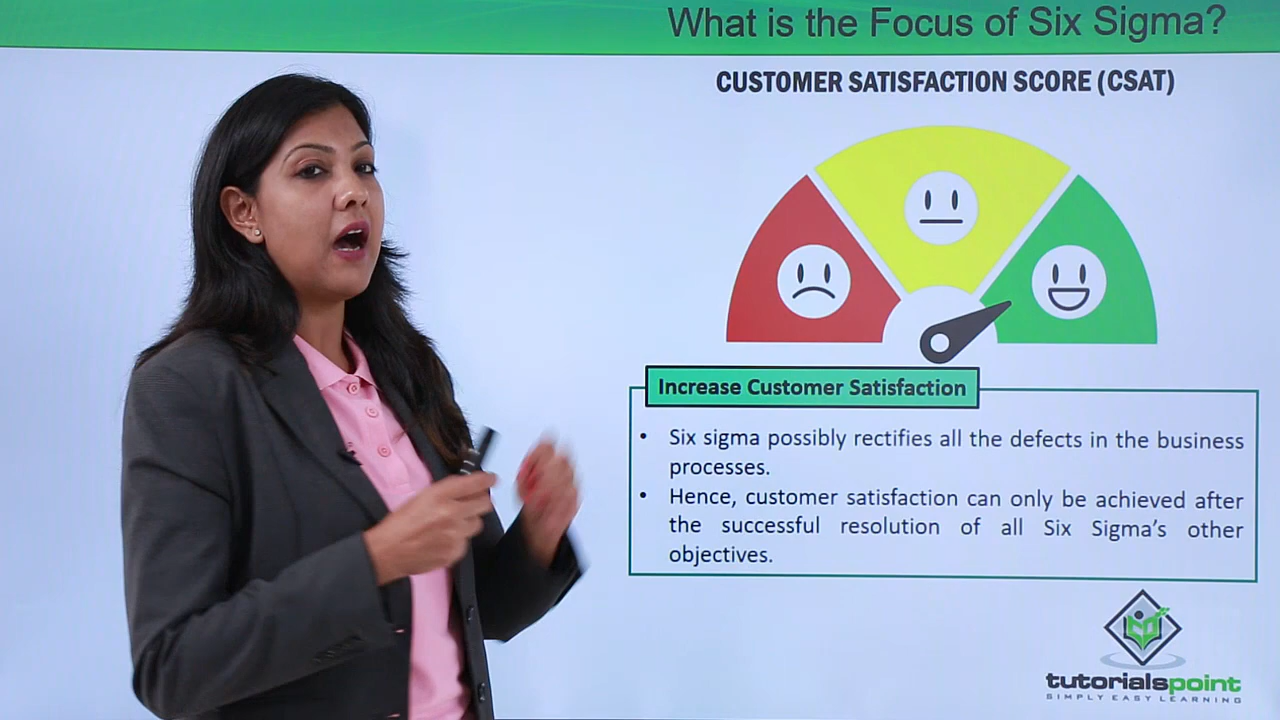 What is the Focus of Six Sigma?
CUSTOMER SATISFACTION SCORE (CSAT)
Increase Customer Satisfaction
• Six sigma possibly rectifies all the defects in the business
processes.
• Hence, customer satisfaction can only be achieved after
the successful resolution of all Six Sigma's other
objectives.
tutorialspoint
SIMPLY EASY LEARNING